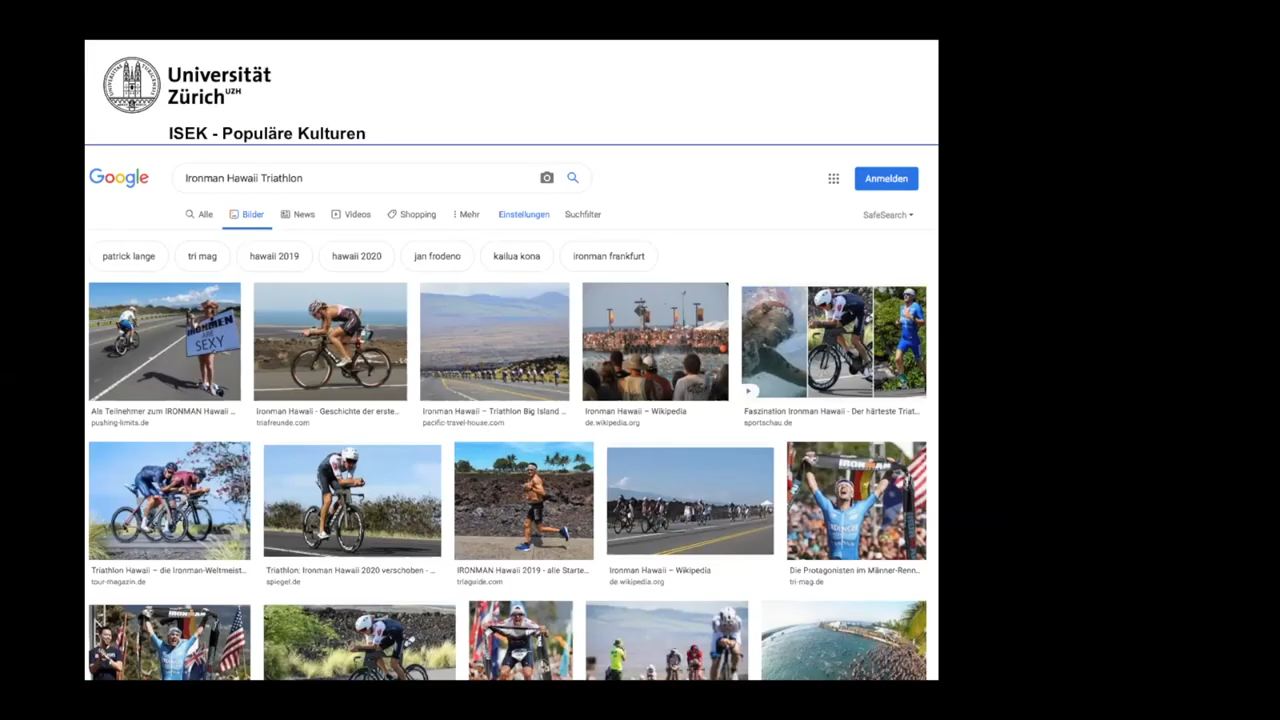 Universität
Zürich UZH
ISEK - Populäre Kulturen
Google
Ironman Hawaii Triathlon
Anmelden
Alle Bilder News Videos Shopping Mehr Einstellungen Suchfilter SafeSearch
patrick lange tri mag hawaii 2019 hawaii 2020 jan frodeno kailua kona ironman frankfurt
IRONMEN
ARE
SEXY
Als Teilnehmer zum IRONMAN Hawaii ... Ironman Hawaii - Geschichte der erste... Ironman Hawaii – Triathlon Big Island ... Ironman Hawaii – Wikipedia Faszination Ironman Hawaii - Der härteste Triat...
pushing-limits.de triafreunde.com pacific-travel-house.com de.wikipedia.org sportschau.de
IRONMAN
Triathlon Hawaii – die Ironman-Weltmeist... Triathlon: Ironman Hawaii 2020 verschoben - ... IRONMAN Hawaii 2019 - alle Starte... Ironman Hawaii – Wikipedia Die Protagonisten im Männer-Renn...
tour-magazin.de spiegel.de triaguide.com de.wikipedia.org tri-mag.de
IRONMAN